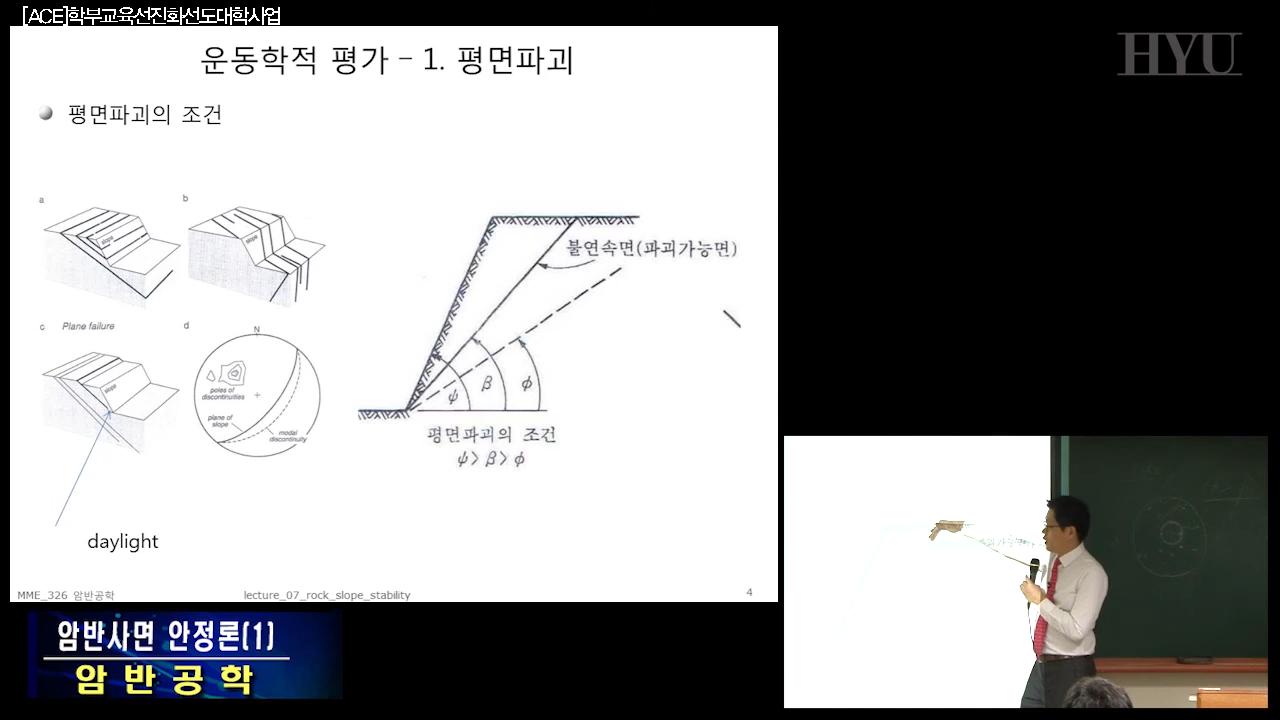 [ACE]학부교육선진화선도대학사업
HYU
운동학적 평가 – 1. 평면파괴
평면파괴의 조건
a
b
slope
slope
불연속면(파괴가능면)
c Plane failure
d
N
slope
poles of
discontinuities
plane of
slope
modal
discontinuity
ψ
β
φ
평면파괴의 조건
ψ> β> φ
daylight
MME_326 암반공학
lecture_07_rock_slope_stability
4
암반사면 안정론(1)
암반공학